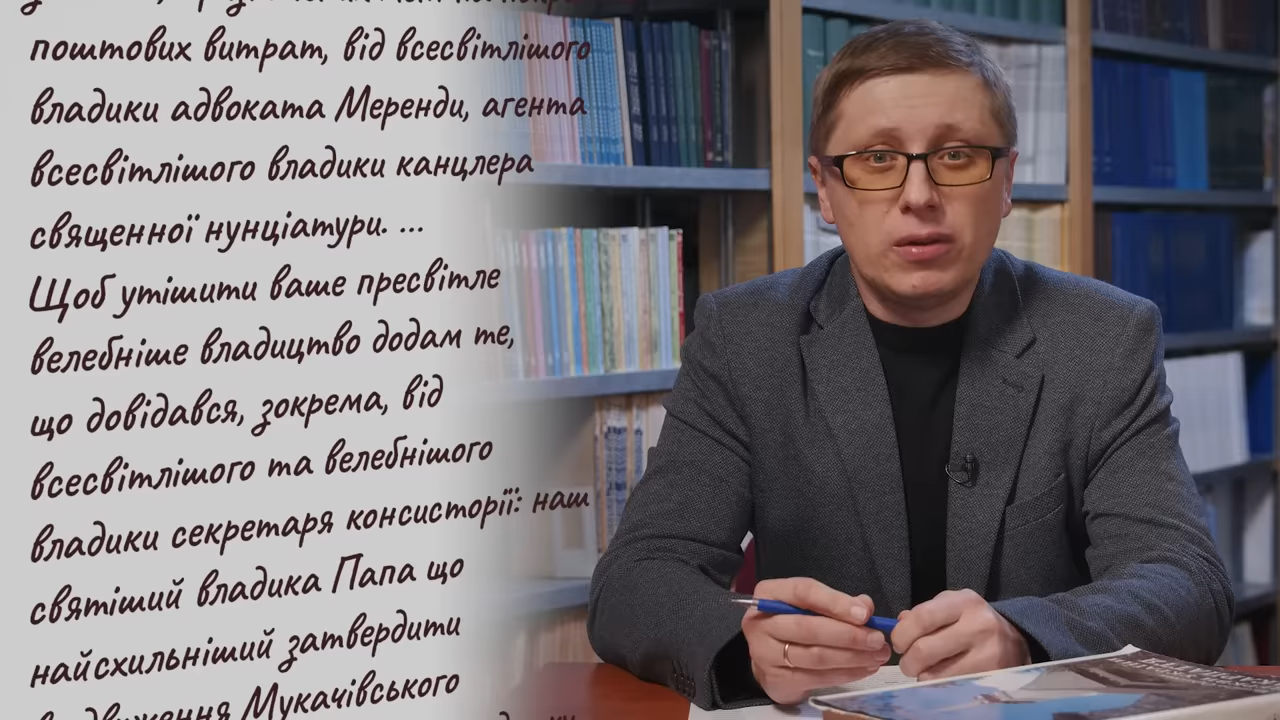 поштових витрат, від всесвітлішого
владики адвоката Меренди, агента
всесвітлішого владики канцлера
священної нунціатури. ...
Щоб утішити ваше пресвітле
велебніше владицтво додам те,
що довідався, зокрема, від
всесвітлішого та велебнішого
владики секретаря консисторії: наш
святіший владика Папа що
найсхильніший затвердити
Мукачівського